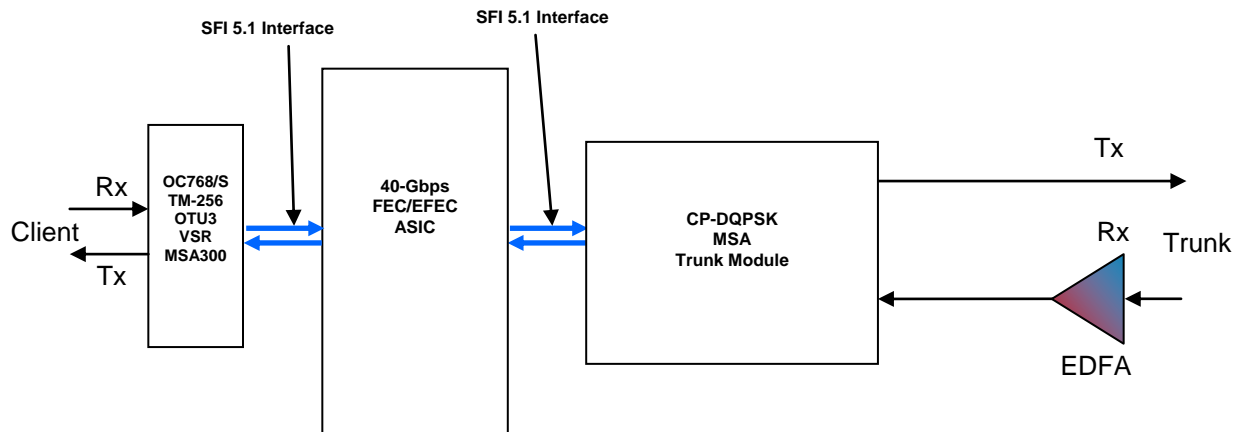 SFI 5.1 Interface
SFI 5.1 Interface
Client
Rx
Tx
OC768/S
TM-256
OTU3
VSR
MSA300
40-Gbps
FEC/EFEC
ASIC
CP-DQPSK
MSA
Trunk Module
Tx
Rx
Trunk
EDFA